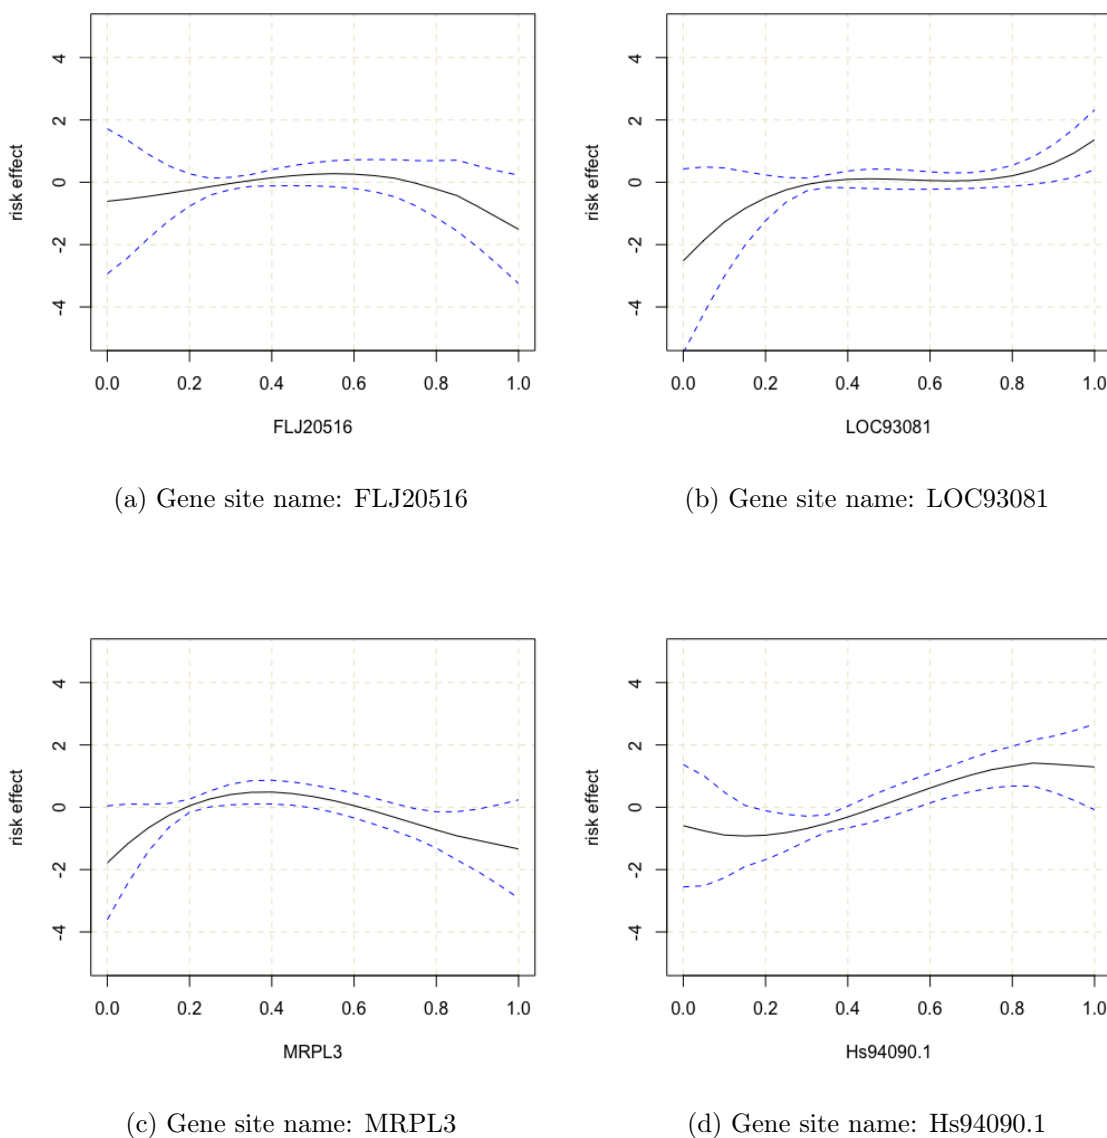 4
2
0
-2
-4
risk effect
0.0 0.2 0.4 0.6 0.8 1.0
FLJ20516
4
2
0
-2
-4
risk effect
0.0 0.2 0.4 0.6 0.8 1.0
LOC93081
(a) Gene site name: FLJ20516
(b) Gene site name: LOC93081
4
2
0
-2
-4
risk effect
0.0 0.2 0.4 0.6 0.8 1.0
MRPL3
4
2
0
-2
-4
risk effect
0.0 0.2 0.4 0.6 0.8 1.0
Hs94090.1
(c) Gene site name: MRPL3
(d) Gene site name: Hs94090.1